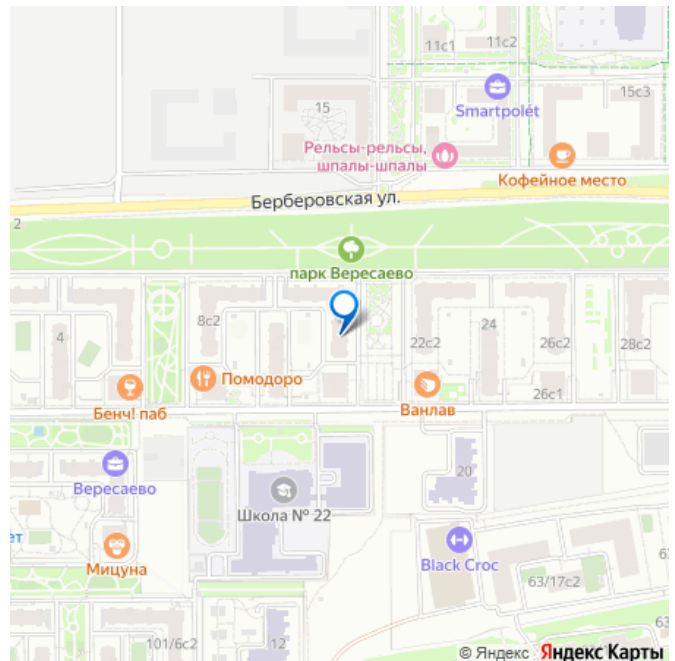 11с1
11с2
15с3
15
Smartpolét
Рельсы-рельсы,
шпалы-шпалы
Кофейное место
Берберовская ул.
2
парк Вересаево
8с2
4
22с2
24
26с2
28с2
Помодоро
Бенч! паб
Ванлав
26с1
Вересаево
20
Школа № 22
ет
Мицуна
Black Croc
63/17с2
6
63
101/6с2
12
© Яндекс Яндекс Карты